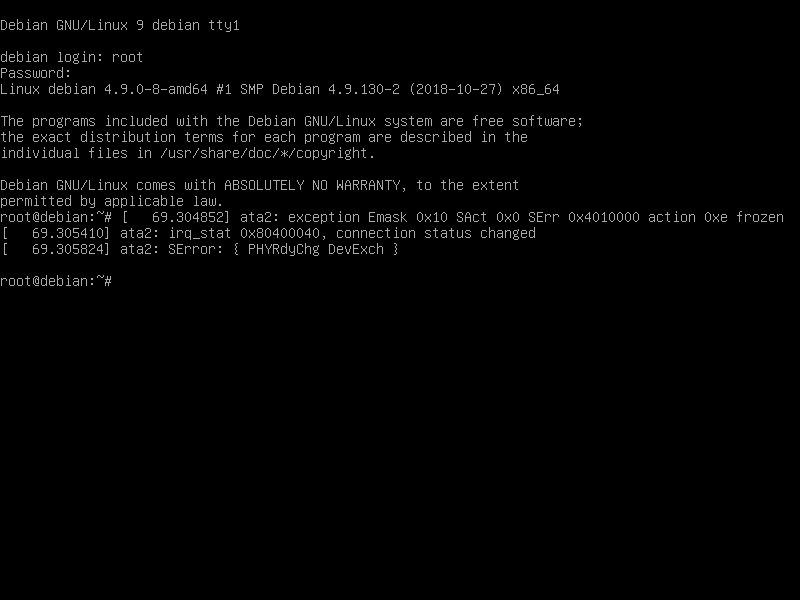 Debian GNU/Linux 9 debian tty1
debian login: root
Password:
Linux debian 4.9.0-8-amd64 #1 SMP Debian 4.9.130-2 (2018-10-27) x86_64
The programs included with the Debian GNU/Linux system are free software;
the exact distribution terms for each program are described in the
individual files in /usr/share/doc/*/copyright.
Debian GNU/Linux comes with ABSOLUTELY NO WARRANTY, to the extent
permitted by applicable law.
root@debian:~# [   69.304852] ata2: exception Emask 0x10 SAct 0x0 SErr 0x4010000 action 0xe frozen
[   69.305410] ata2: irq_stat 0x80400040, connection status changed
[   69.305824] ata2: SError: { PHYRdyChg DevExch }
root@debian:~#